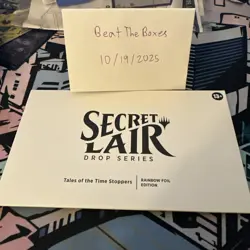 Beat The Boxes
10/19/2025
13+
SECRET
LAIR
DROP SERIES
Tales of the Time Stoppers
RAINBOW FOIL
EDITION